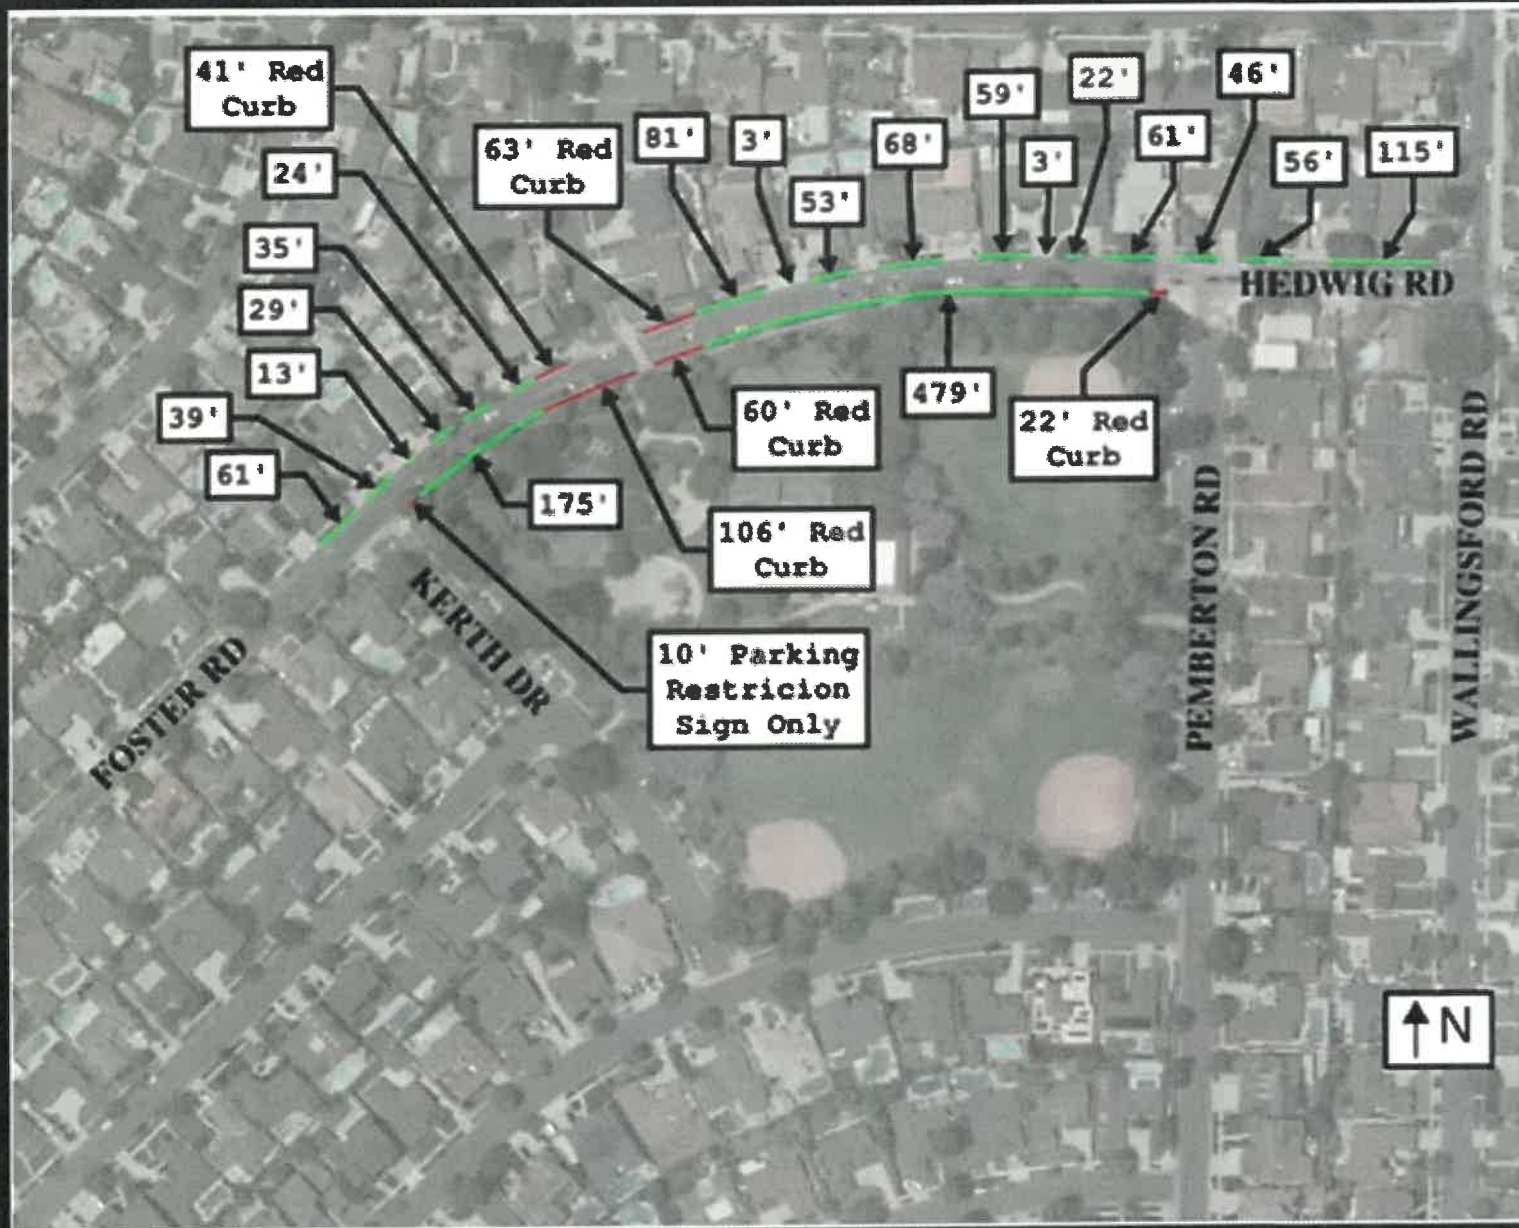 41' Red
Curb
24'
35'
29'
13'
39'
61'
63' Red
Curb
81'
3'
53'
68'
59'
3'
22'
61'
46'
56'
115'
HEDWIG RD
479'
22' Red
Curb
60' Red
Curb
106' Red
Curb
175'
10' Parking
Restricion
Sign Only
FOSTER RD
KERTH DR
PEMBERTON RD
WALLINGSFORD RD
N